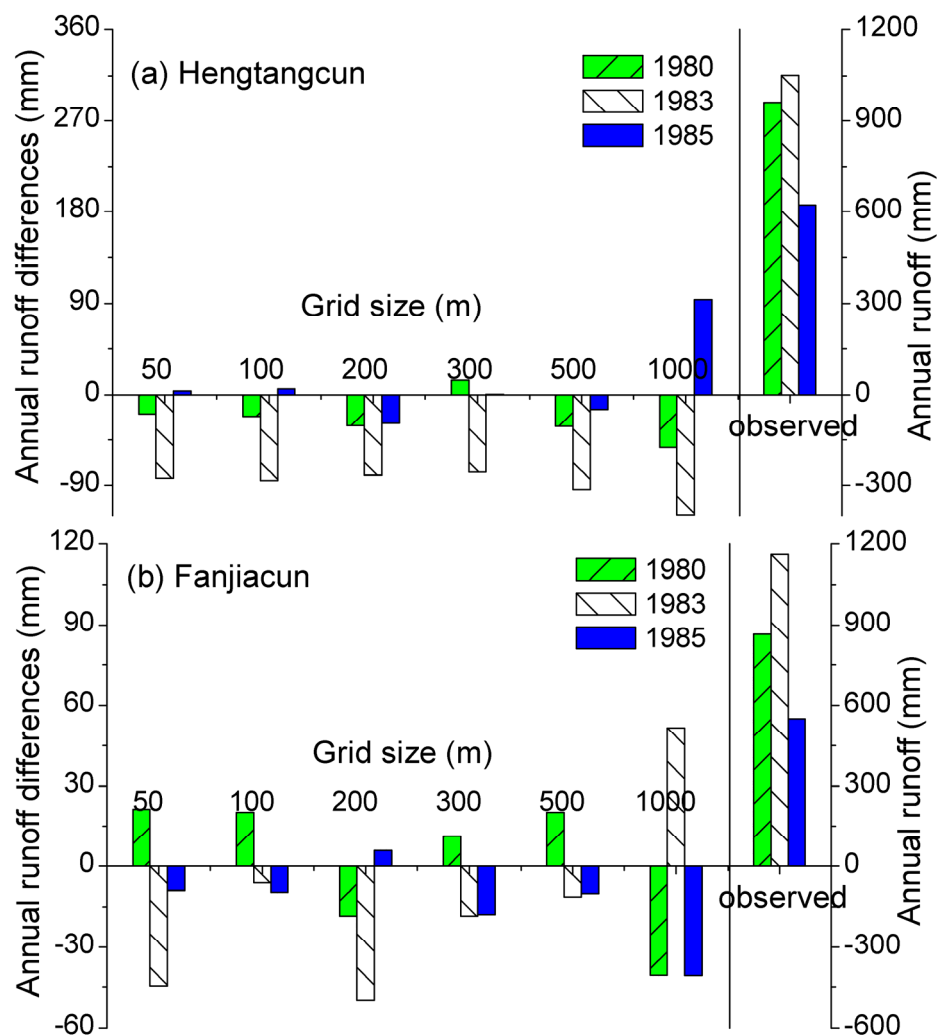 360
270
180
90
0
-90
Annual runoff differences (mm)
(a) Hengtangcun
1980
1983
1985
Grid size (m)
50 100 200 300 500 1000
observed
1200
900
600
300
0
-300
Annual runoff (mm)
120
90
60
30
0
-30
-60
Annual runoff differences (mm)
(b) Fanjiacun
1980
1983
1985
Grid size (m)
50 100 200 300 500 1000
observed
1200
900
600
300
0
-300
-600
Annual runoff (mm)